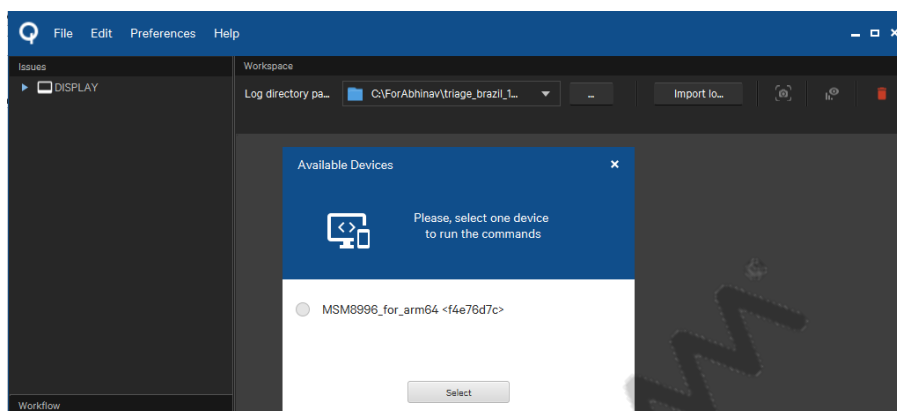 File Edit Preferences Help
Issues
DISPLAY
Workspace
Log directory pa... C:\ForAbhinav\triage_brazil_1... ... Import lo...
Available Devices
Please, select one device
to run the commands
MSM8996_for_arm64 <f4e76d7c>
Select
Workflow